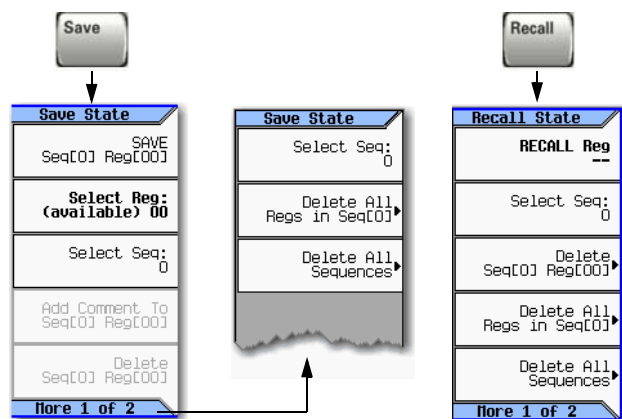 Save
Save State
SAVE
Seq[0] Reg[00]
Select Reg:
(available) 00
Select Seq:
0
Add Comment To
Seq[0] Reg[00]
Delete
Seq[0] Reg[00]
More 1 of 2
Save State
Select Seq:
0
Delete All
Regs in Seq[0]
Delete All
Sequences
Recall
Recall State
RECALL Reg
--
Select Seq:
0
Delete
Seq[0] Reg[00]
Delete All
Regs in Seq[0]
Delete All
Sequences
More 1 of 2